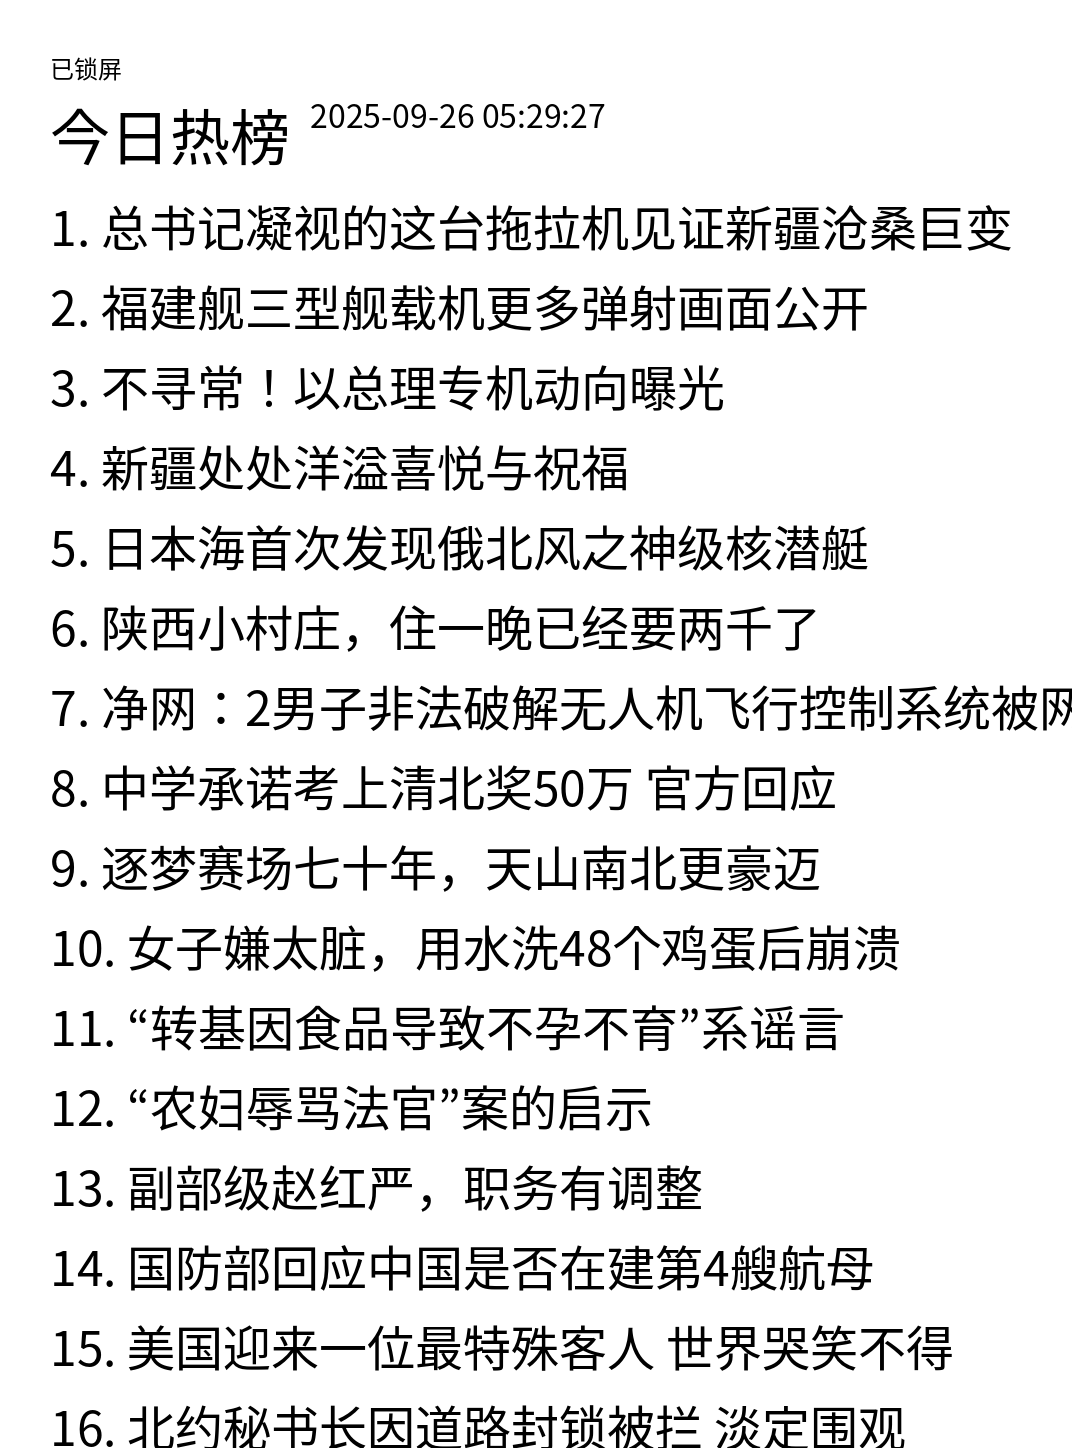 已锁屏
今日热榜 2025-09-26 05:29:27
1. 总书记凝视的这台拖拉机见证新疆沧桑巨变
2. 福建舰三型舰载机更多弹射画面公开
3. 不寻常！以总理专机动向曝光
4. 新疆处处洋溢喜悦与祝福
5. 日本海首次发现俄北风之神级核潜艇
6. 陕西小村庄，住一晚已经要两千了
7. 净网：2男子非法破解无人机飞行控制系统被网
8. 中学承诺考上清北奖50万 官方回应
9. 逐梦赛场七十年，天山南北更豪迈
10. 女子嫌太脏，用水洗48个鸡蛋后崩溃
11. “转基因食品导致不孕不育”系谣言
12. “农妇辱骂法官”案的启示
13. 副部级赵红严，职务有调整
14. 国防部回应中国是否在建第4艘航母
15. 美国迎来一位最特殊客人 世界哭笑不得
16. 北约秘书长因道路封锁被拦 淡定围观